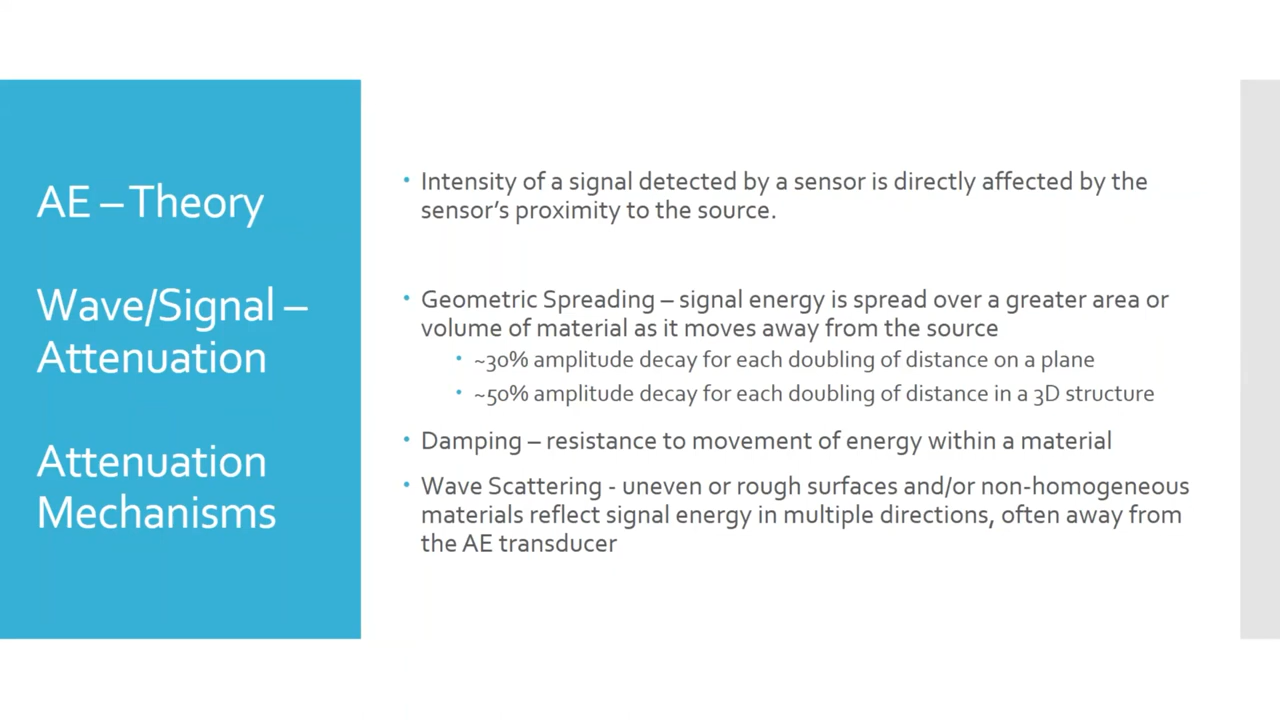 AE – Theory
Wave/Signal –
Attenuation
Attenuation
Mechanisms
• Intensity of a signal detected by a sensor is directly affected by the
sensor’s proximity to the source.
• Geometric Spreading – signal energy is spread over a greater area or
volume of material as it moves away from the source
• ~30% amplitude decay for each doubling of distance on a plane
• ~50% amplitude decay for each doubling of distance in a 3D structure
• Damping – resistance to movement of energy within a material
• Wave Scattering - uneven or rough surfaces and/or non-homogeneous
materials reflect signal energy in multiple directions, often away from
the AE transducer